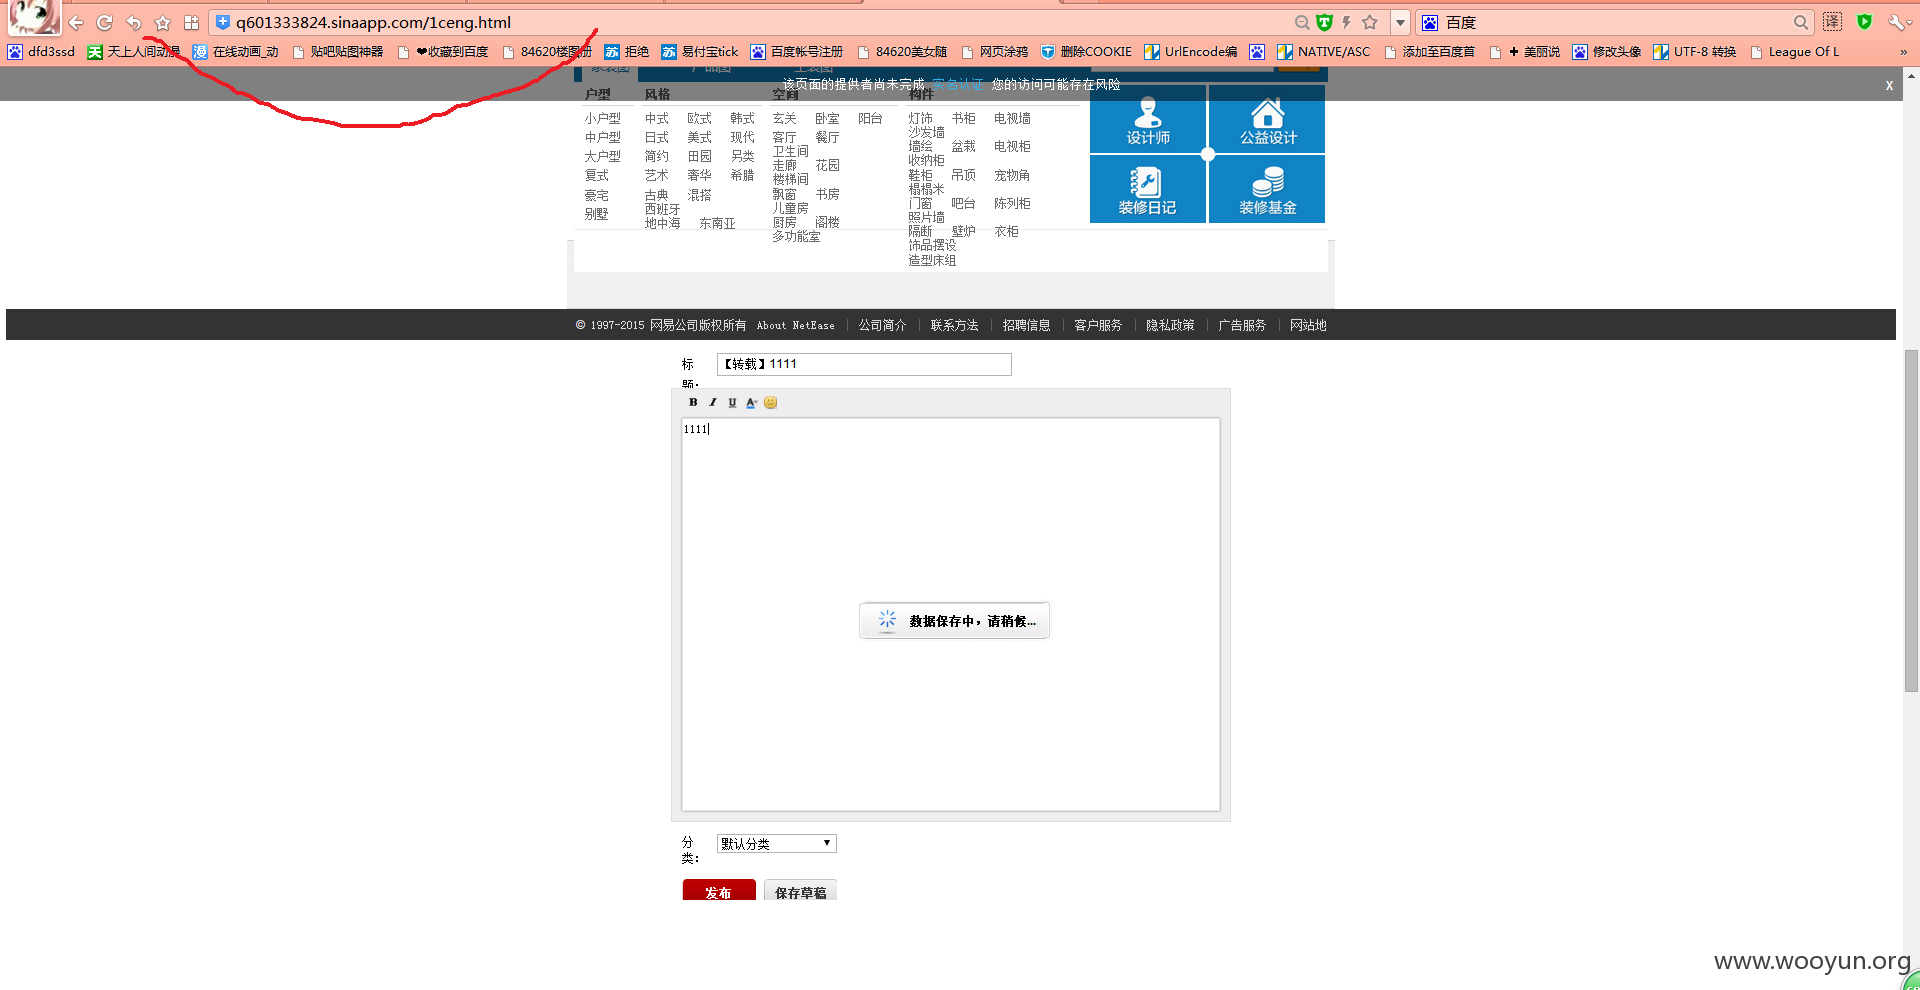 q601333824.sinaapp.com/1ceng.html
百度
译
dfd3ssd 天上人间动漫 在线动画_动 贴吧贴图神器 ❤收藏到百度 84620楼图册 拒绝 易付宝tick 百度帐号注册 84620美女随 网页涂鸦 删除COOKIE UrlEncode编 NATIVE/ASC 添加至百度首 + 美丽说 修改头像 UTF-8 转换 League Of L »
该页面的提供者尚未完成 实名认证 您的访问可能存在风险 X
户型 风格 空间 构件
小户型 中式 欧式 韩式 玄关 卧室 阳台 灯饰 书柜 电视墙
沙发墙
中户型 日式 美式 现代 客厅 餐厅
墙绘 盆栽 电视柜
大户型 简约 田园 另类 卫生间
收纳柜
走廊 花园
复式 艺术 奢华 希腊 楼梯间 鞋柜 吊顶 宠物角
榻榻米
豪宅 古典 混搭 飘窗 书房
门窗 吧台 陈列柜
别墅 西班牙 儿童房
照片墙
地中海 东南亚 厨房 阁楼
隔断 壁炉 衣柜
多功能室
饰品摆设
造型床组
设计师 公益设计
装修日记 装修基金
© 1997-2015 网易公司版权所有 About NetEase 公司简介 联系方法 招聘信息 客户服务 隐私政策 广告服务 网站地
标题: 【转载】1111
B I U A
1111
数据保存中，请稍候...
分类: 默认分类
发布 保存草稿
www.wooyun.org